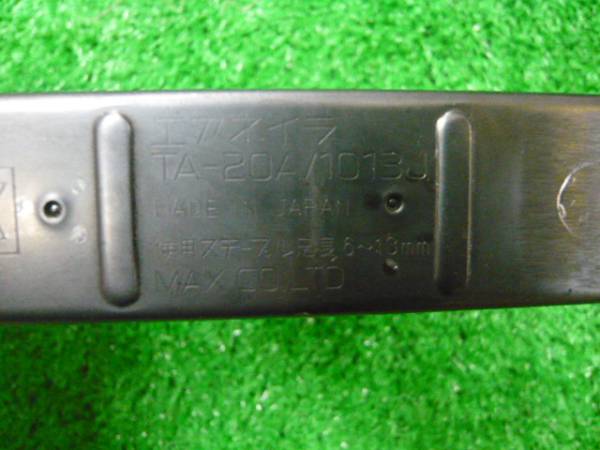 エアネイラ
TA-20A/1013J
MADE IN JAPAN
使用ステープル足長 6～13mm
MAX CO.,LTD